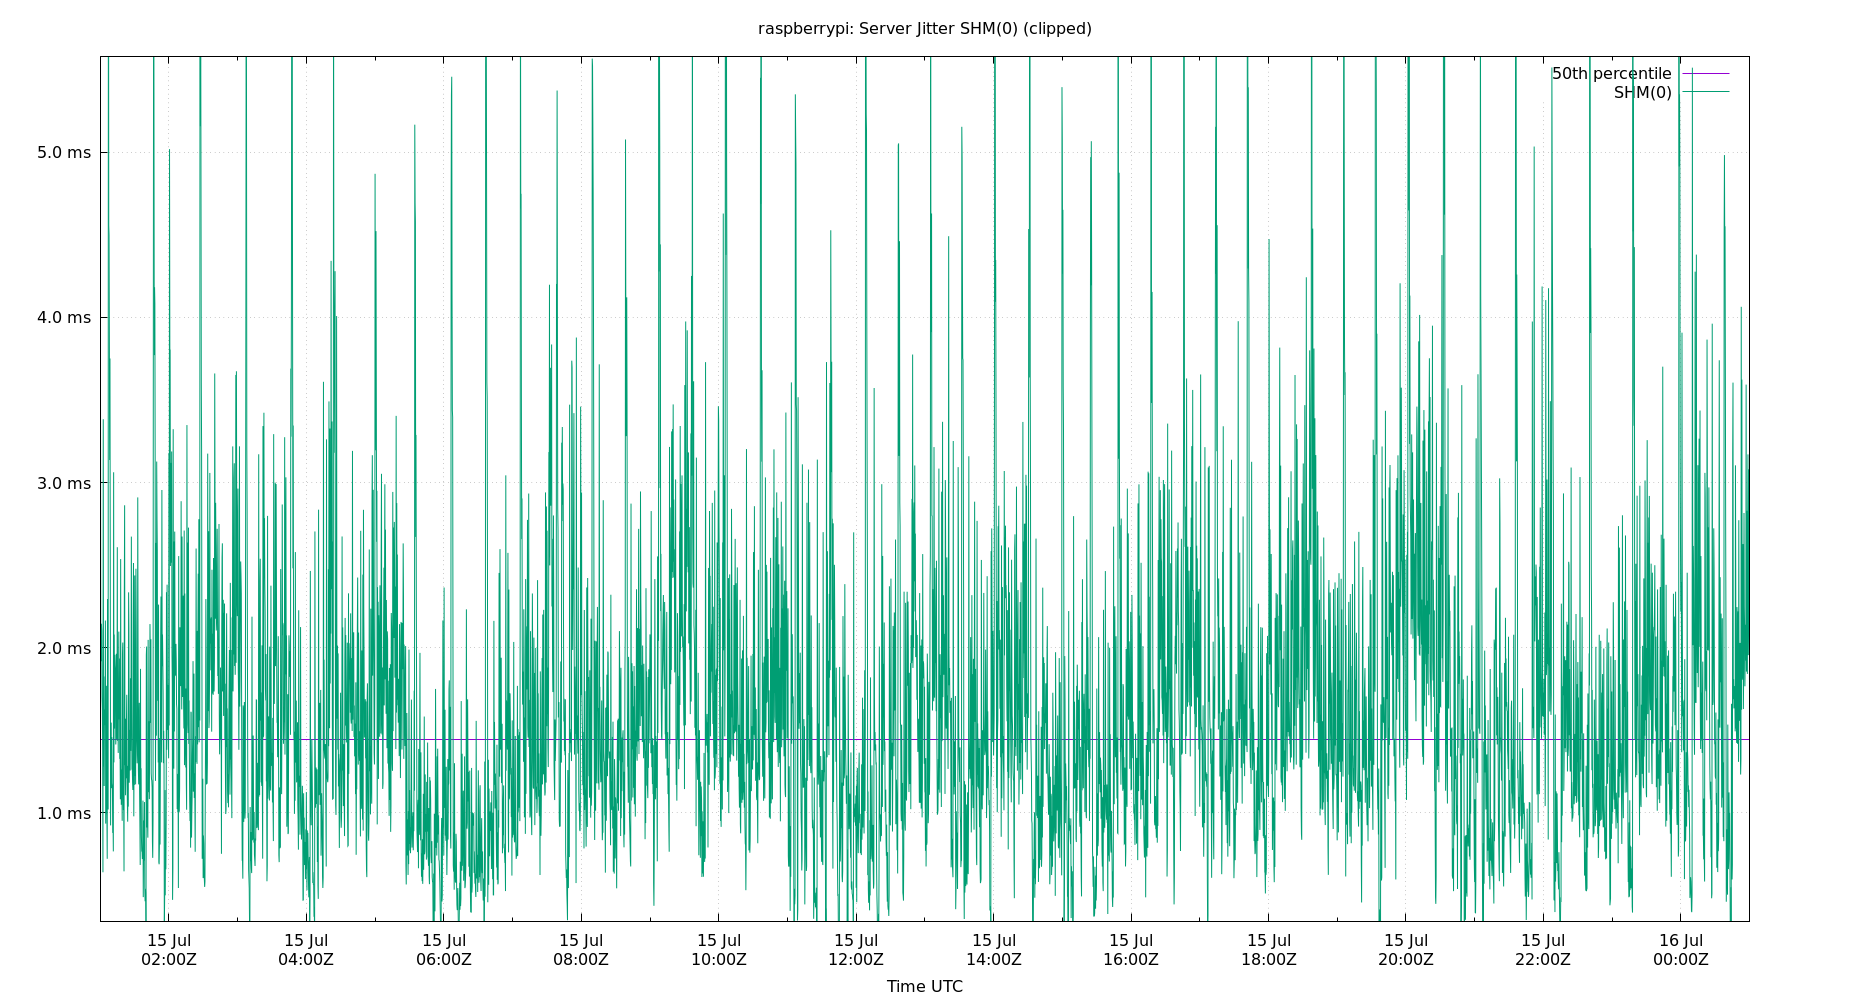 raspberrypi: Server Jitter SHM(0) (clipped)
50th percentile
SHM(0)
5.0 ms
4.0 ms
3.0 ms
2.0 ms
1.0 ms
15 Jul 15 Jul 15 Jul 15 Jul 15 Jul 15 Jul 15 Jul 15 Jul 15 Jul 15 Jul 15 Jul 16 Jul
02:00Z 04:00Z 06:00Z 08:00Z 10:00Z 12:00Z 14:00Z 16:00Z 18:00Z 20:00Z 22:00Z 00:00Z
Time UTC